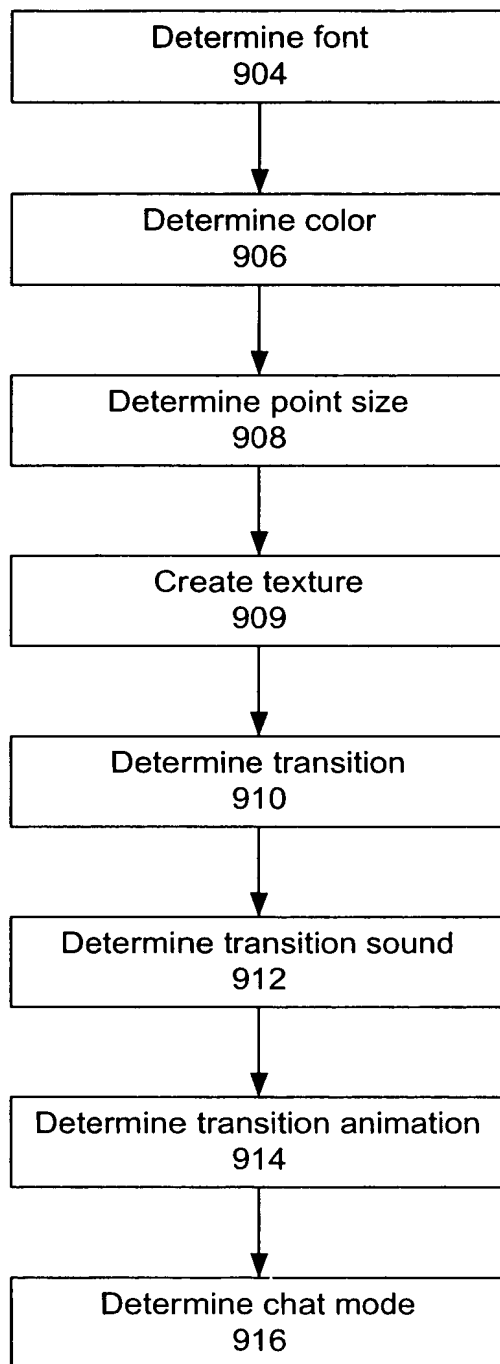 Determine font
904
Determine color
906
Determine point size
908
Create texture
909
Determine transition
910
Determine transition sound
912
Determine transition animation
914
Determine chat mode
916